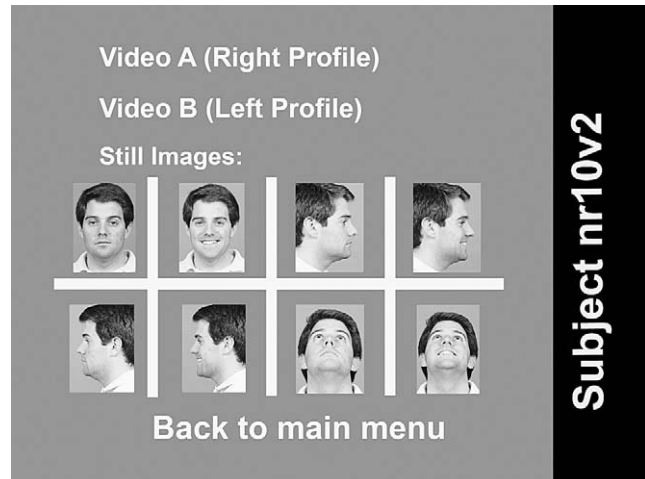 Video A (Right Profile)
Video B (Left Profile)
Still Images:
Back to main menu
Subject nr10v2